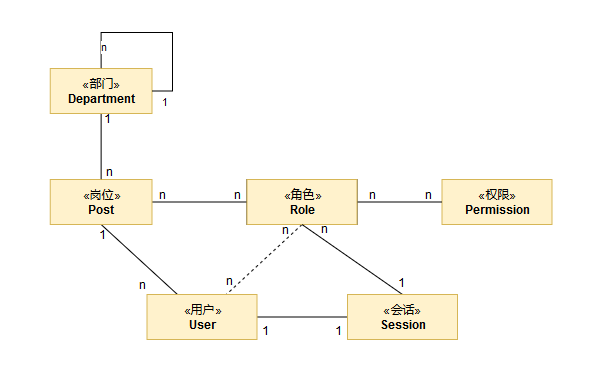 n
«部门»
Department
1
1
n
«岗位»
Post
n
n
«角色»
Role
n
n
«权限»
Permission
1
n
n
n
n
1
«用户»
User
1
1
«会话»
Session